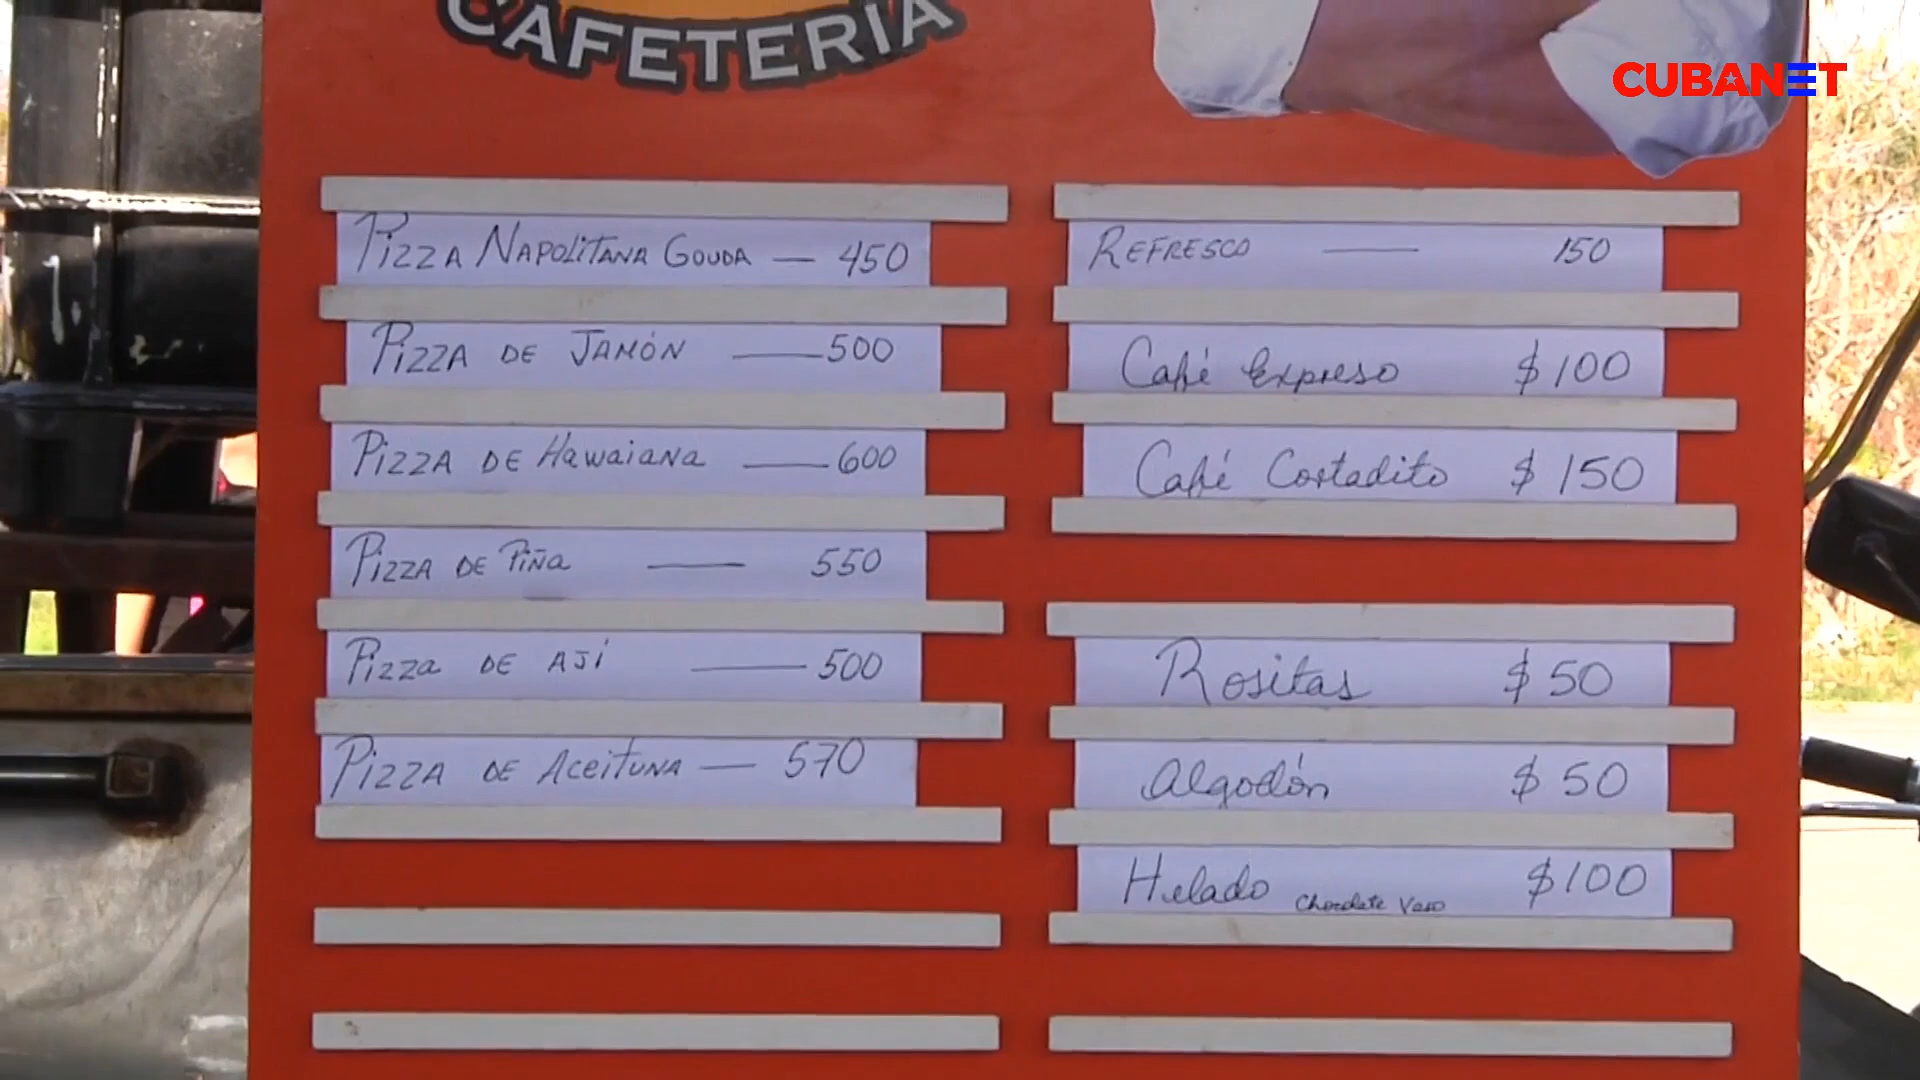 CAFETERÍA
CUBANET
Pizza Napolitana Gouda — 450
Pizza de Jamón — 500
Pizza de Hawaiana — 600
Pizza de Piña — 550
Pizza de Ají — 500
Pizza de Aceituna — 570
Refresco — 150
Café Expreso $100
Café Cortadito $150
Rositas $50
Algodón $50
Helado Chocolate Vaso $100